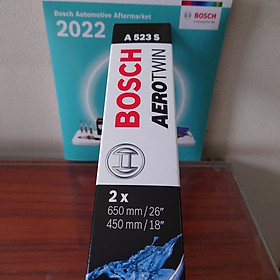 Bosch Automotive Aftermarket
2022
BOSCH
A 523 S
BOSCH
AEROTWIN
2 x
650 mm / 26"
450 mm / 18"